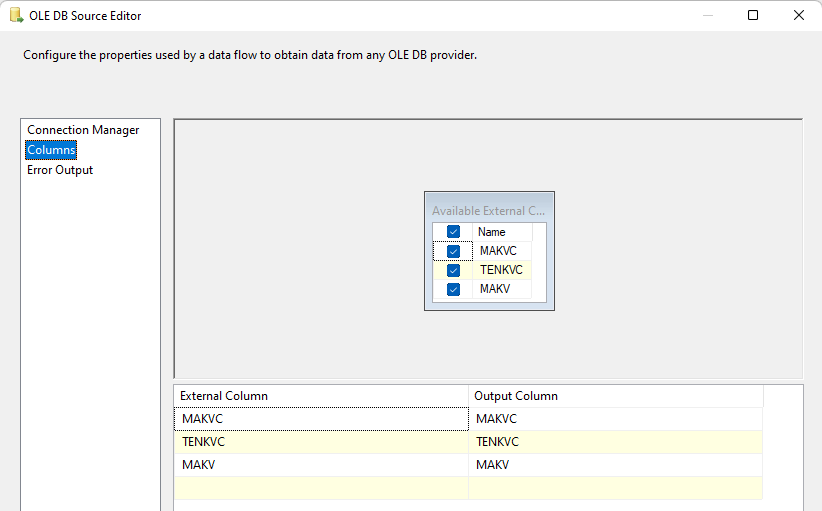 OLE DB Source Editor
Configure the properties used by a data flow to obtain data from any OLE DB provider.
Connection Manager
Columns
Error Output
Available External C...
Name
MAKVC
TENKVC
MAKV
External Column Output Column
MAKVC MAKVC
TENKVC TENKVC
MAKV MAKV